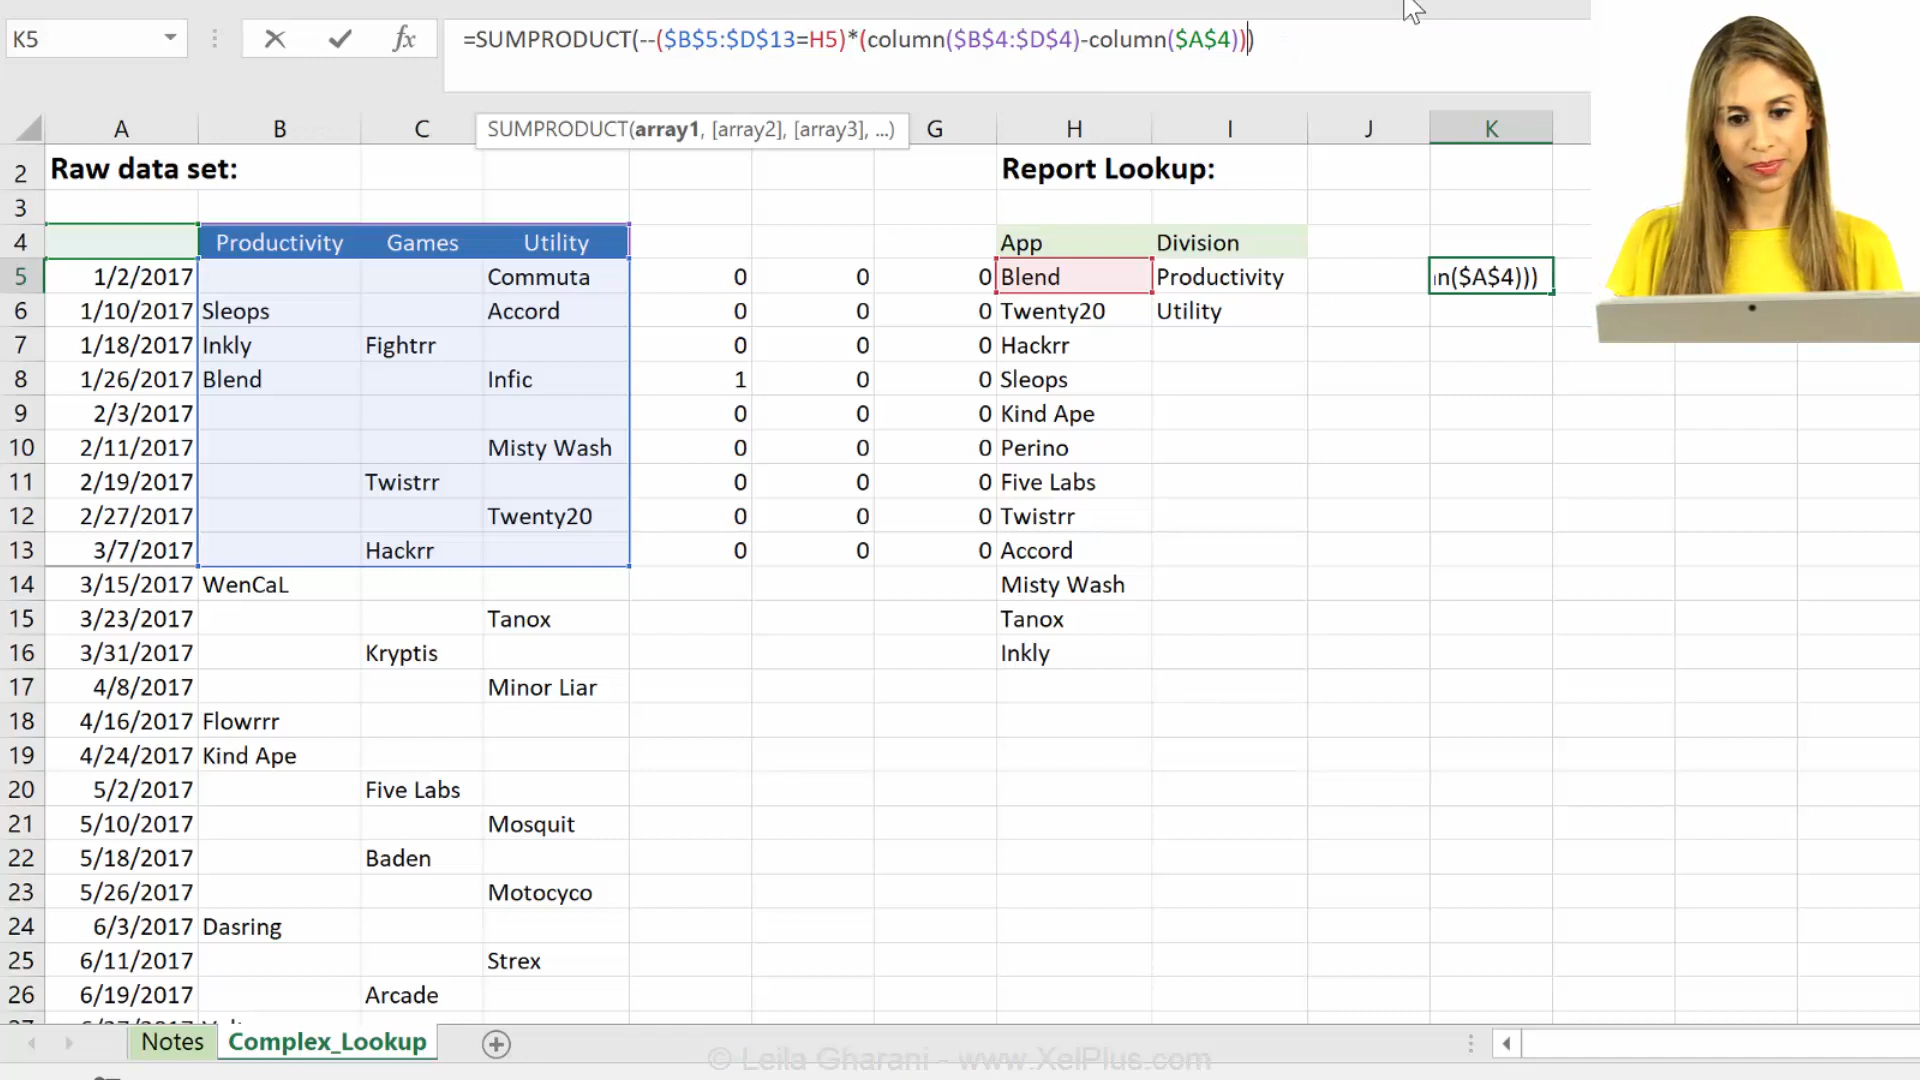 K5 fx =SUMPRODUCT(--($B$5:$D$13=H5)*(column($B$4:$D$4)-column($A$4)))
SUMPRODUCT(array1, [array2], [array3], ...)
A B C G H I J K
2 Raw data set: Report Lookup:
3
4 Productivity Games Utility App Division
5 1/2/2017 Commuta 0 0 0 Blend Productivity n($A$4)))
6 1/10/2017 Sleops Accord 0 0 0 Twenty20 Utility
7 1/18/2017 Inkly Fightrr 0 0 0 Hackrr
8 1/26/2017 Blend Infic 1 0 0 Sleops
9 2/3/2017 0 0 0 Kind Ape
10 2/11/2017 Misty Wash 0 0 0 Perino
11 2/19/2017 Twistrr 0 0 0 Five Labs
12 2/27/2017 Twenty20 0 0 0 Twistrr
13 3/7/2017 Hackrr 0 0 0 Accord
14 3/15/2017 WenCaL Misty Wash
15 3/23/2017 Tanox Tanox
16 3/31/2017 Kryptis Inkly
17 4/8/2017 Minor Liar
18 4/16/2017 Flowrrr
19 4/24/2017 Kind Ape
20 5/2/2017 Five Labs
21 5/10/2017 Mosquit
22 5/18/2017 Baden
23 5/26/2017 Motocyco
24 6/3/2017 Dasring
25 6/11/2017 Strex
26 6/19/2017 Arcade
Notes Complex_Lookup
© Leila Gharani - www.XelPlus.com